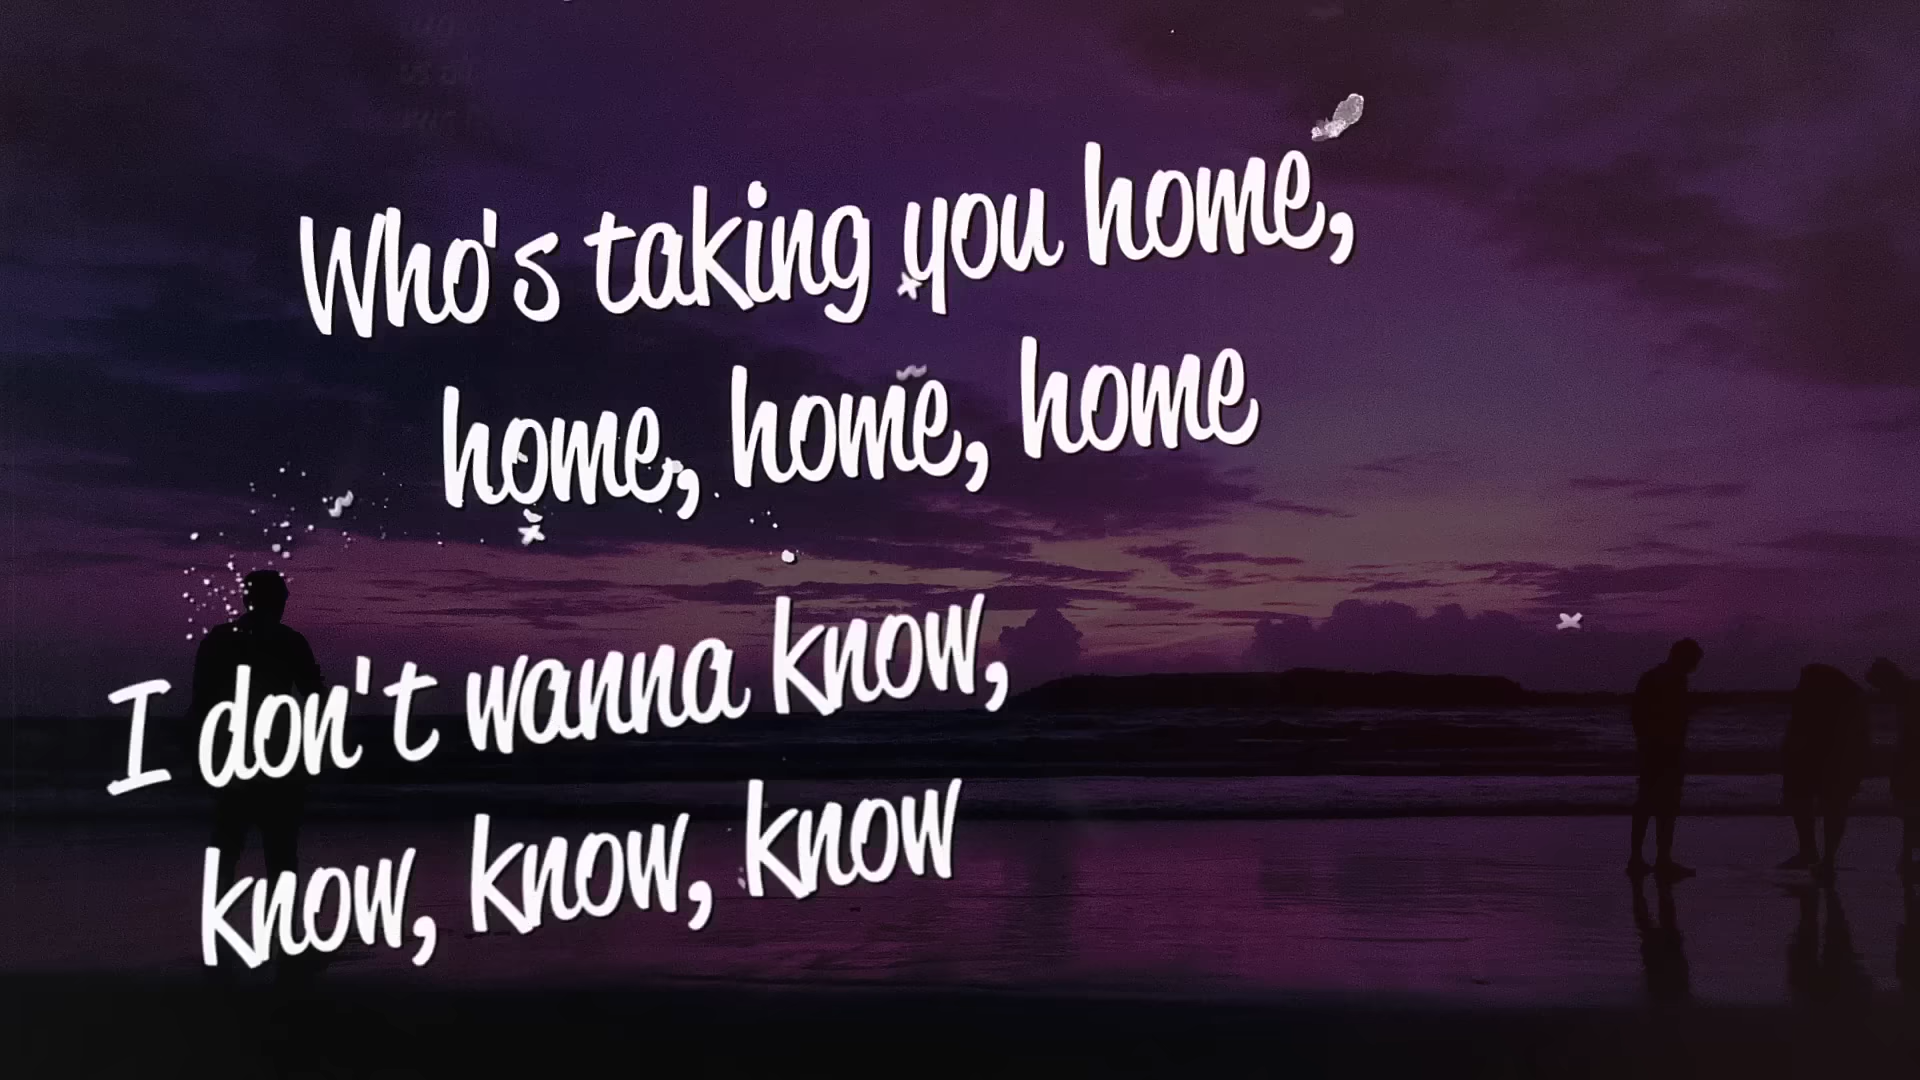 Who's taking you home,
home, home, home
I don't wanna know,
know, know, know